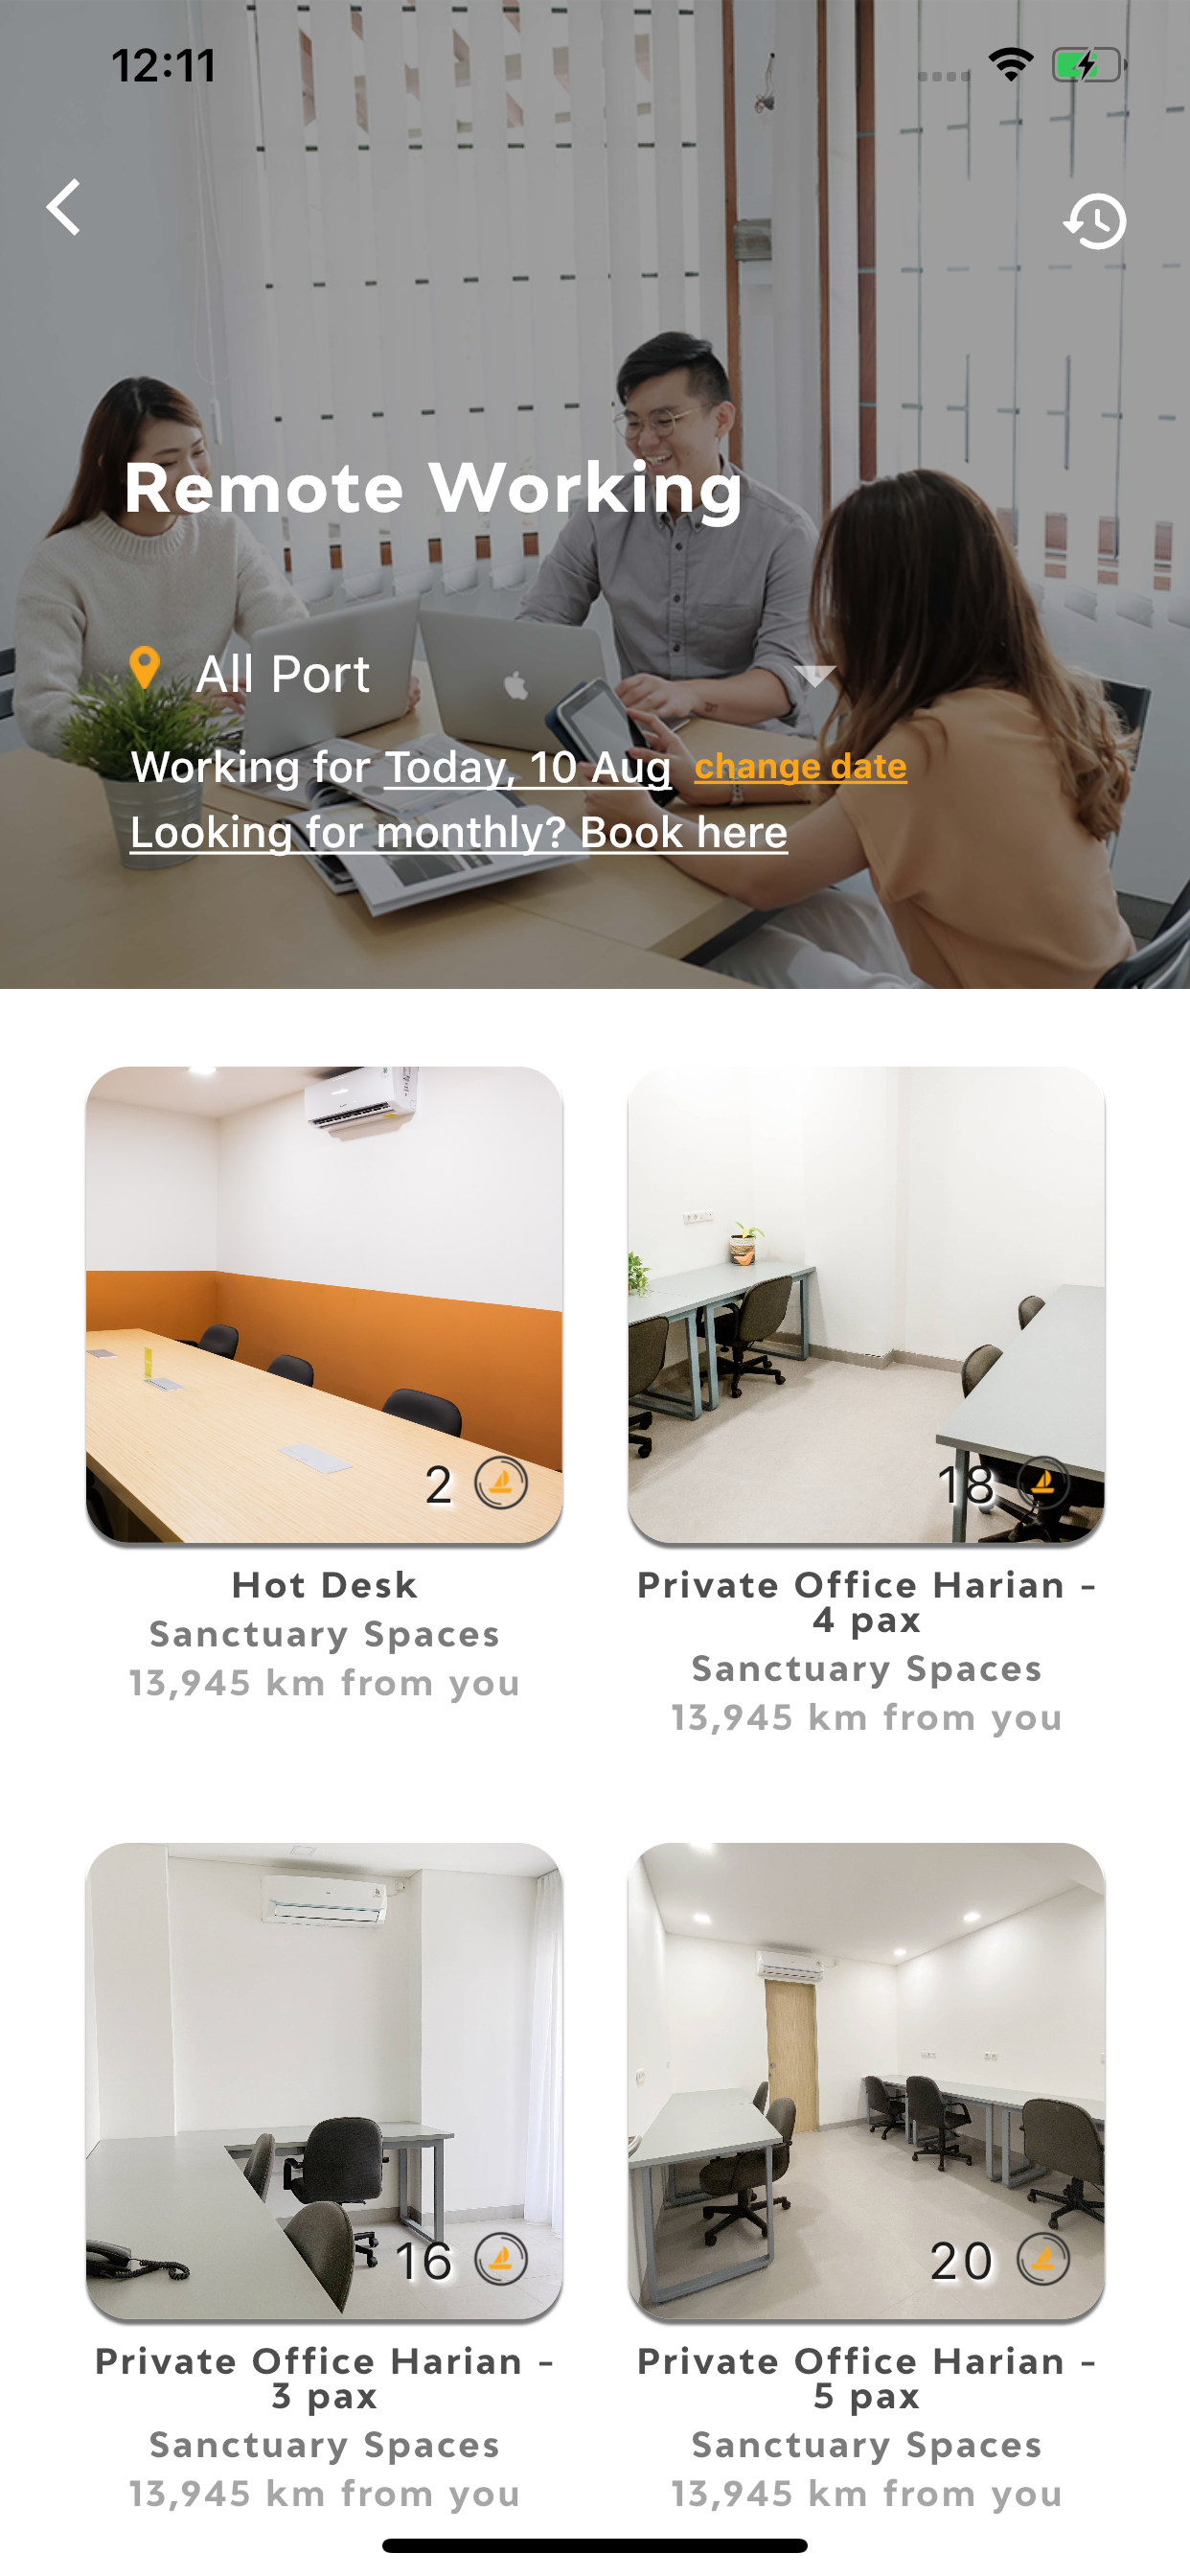 12:11
Remote Working
All Port
Working for Today, 10 Aug change date
Looking for monthly? Book here
2
18
Hot Desk
Sanctuary Spaces
13,945 km from you
Private Office Harian -
4 pax
Sanctuary Spaces
13,945 km from you
16
20
Private Office Harian -
3 pax
Sanctuary Spaces
13,945 km from you
Private Office Harian -
5 pax
Sanctuary Spaces
13,945 km from you